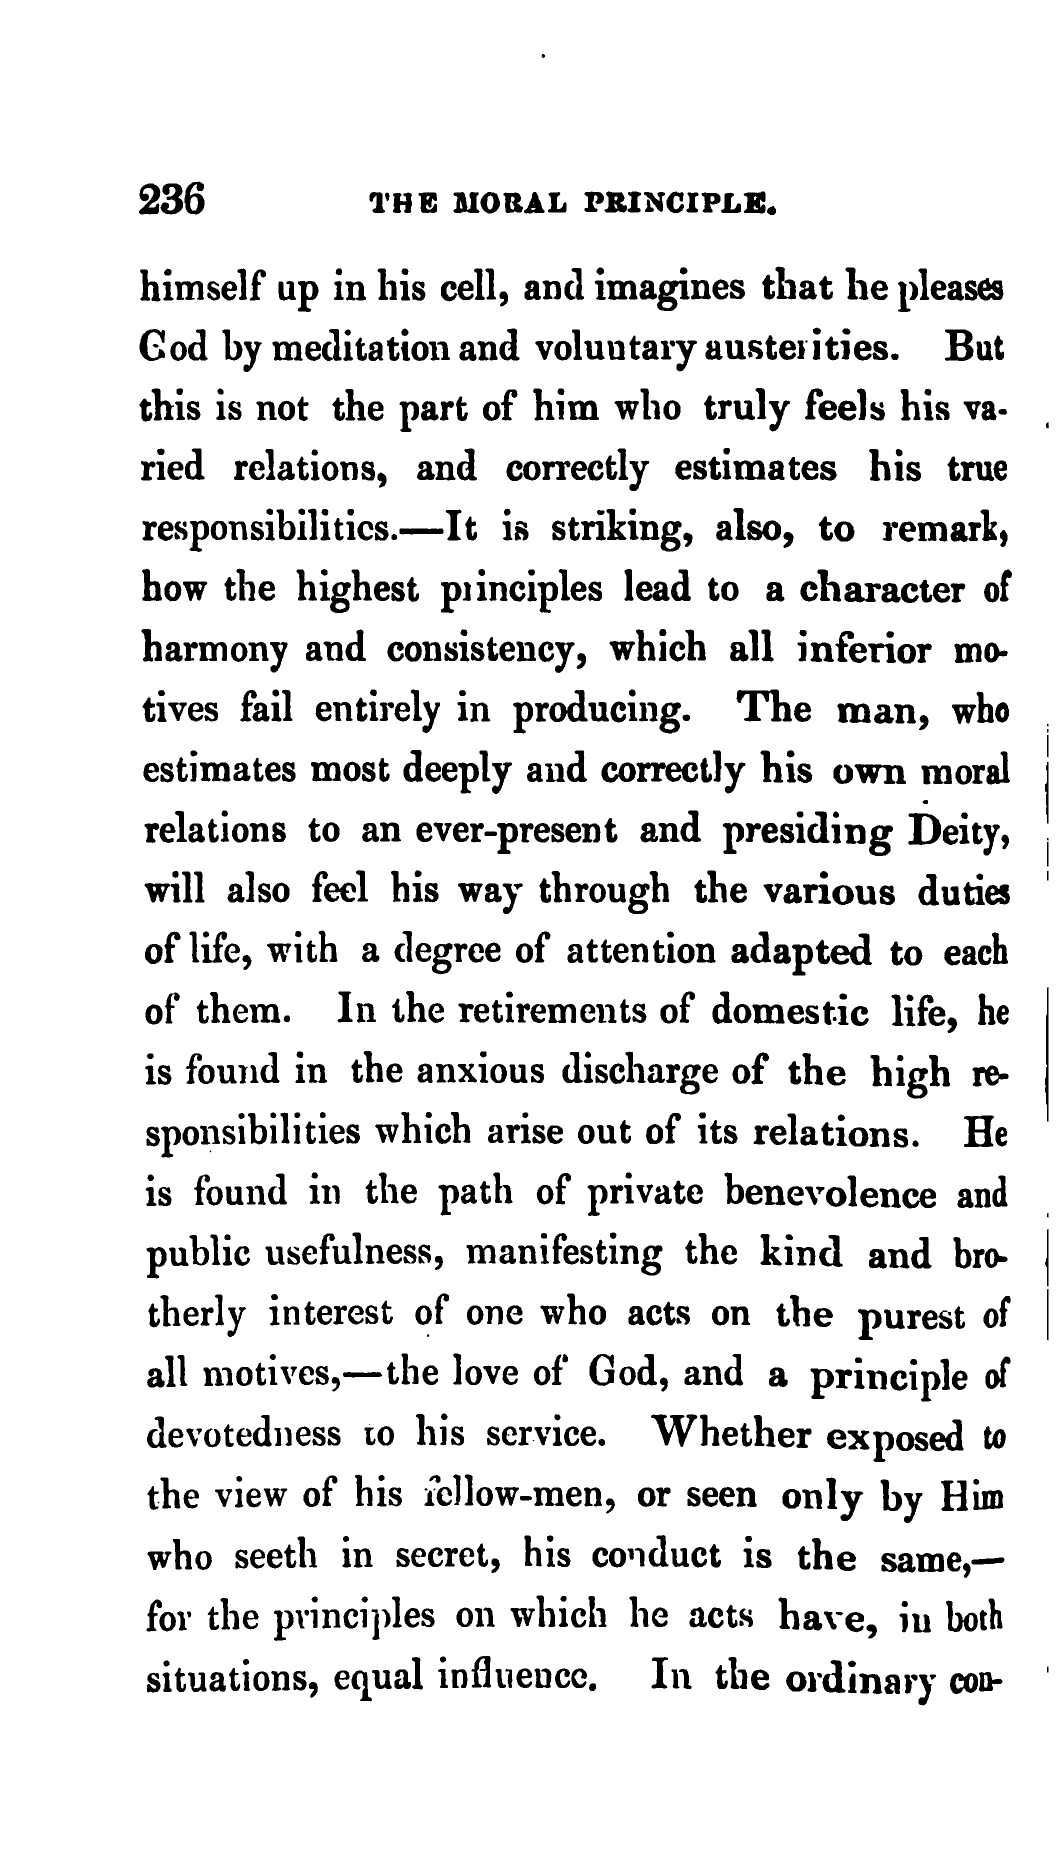 236 THE MORAL PRINCIPLE.
himself up in his cell, and imagines that he pleases
God by meditation and voluntary austerities. But
this is not the part of him who truly feels his va-
ried relations, and correctly estimates his true
responsibilities.—It is striking, also, to remark,
how the highest principles lead to a character of
harmony and consistency, which all inferior mo-
tives fail entirely in producing. The man, who
estimates most deeply and correctly his own moral
relations to an ever-present and presiding Deity,
will also feel his way through the various duties
of life, with a degree of attention adapted to each
of them. In the retirements of domestic life, he
is found in the anxious discharge of the high re-
sponsibilities which arise out of its relations. He
is found in the path of private benevolence and
public usefulness, manifesting the kind and bro-
therly interest of one who acts on the purest of
all motives,—the love of God, and a principle of
devotedness to his service. Whether exposed to
the view of his fellow-men, or seen only by Him
who seeth in secret, his conduct is the same,—
for the principles on which he acts have, in both
situations, equal influence. In the ordinary con-